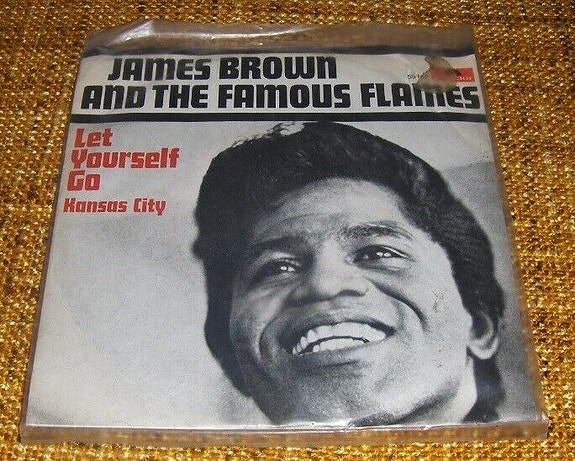 JAMES BROWN
AND THE FAMOUS FLAMES
Let
Yourself
Go
Kansas City